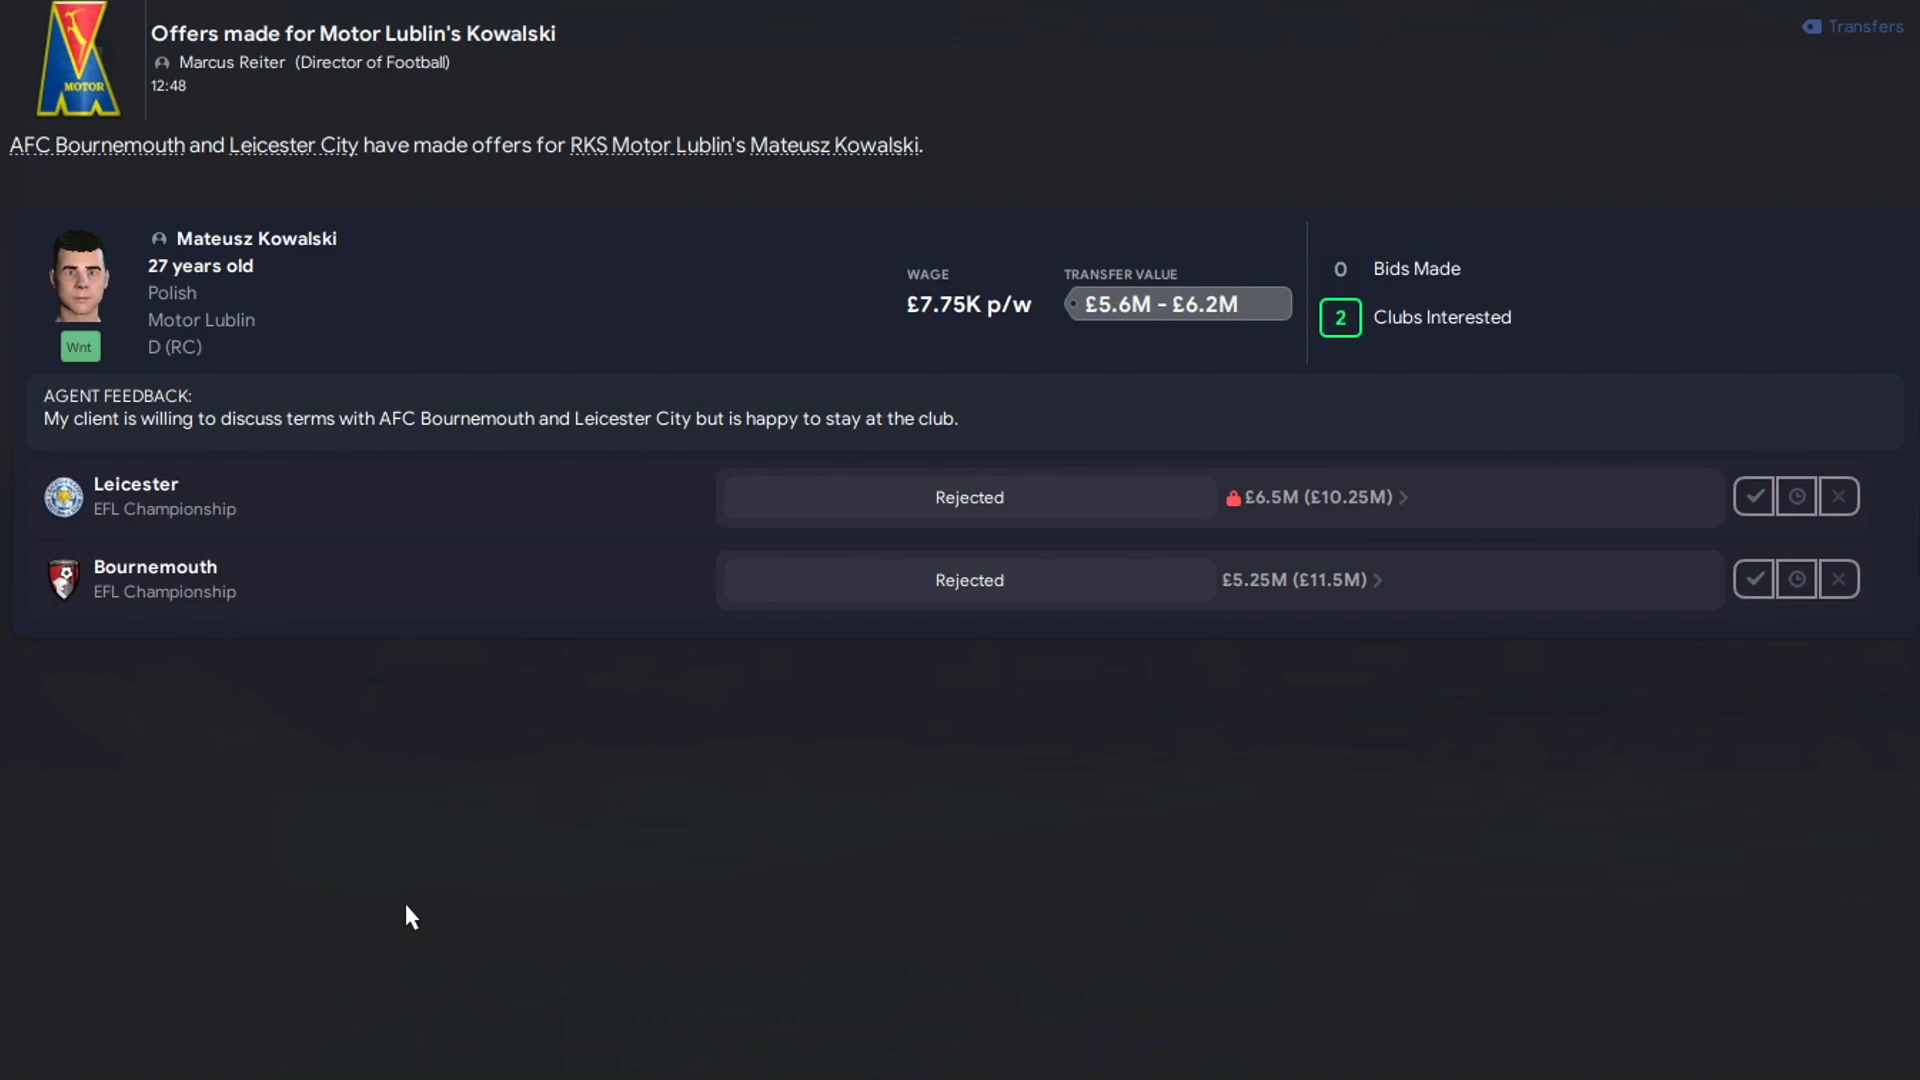 MOTOR
Offers made for Motor Lublin's Kowalski
Marcus Reiter (Director of Football)
12:48
Transfers
AFC Bournemouth and Leicester City have made offers for RKS Motor Lublin's Mateusz Kowalski.
Mateusz Kowalski
27 years old
Polish
Motor Lublin
D (RC)
Wnt
WAGE
£7.75K p/w
TRANSFER VALUE
£5.6M - £6.2M
0 Bids Made
2 Clubs Interested
AGENT FEEDBACK:
My client is willing to discuss terms with AFC Bournemouth and Leicester City but is happy to stay at the club.
Leicester
EFL Championship
Rejected
£6.5M (£10.25M)
Bournemouth
EFL Championship
Rejected
£5.25M (£11.5M)